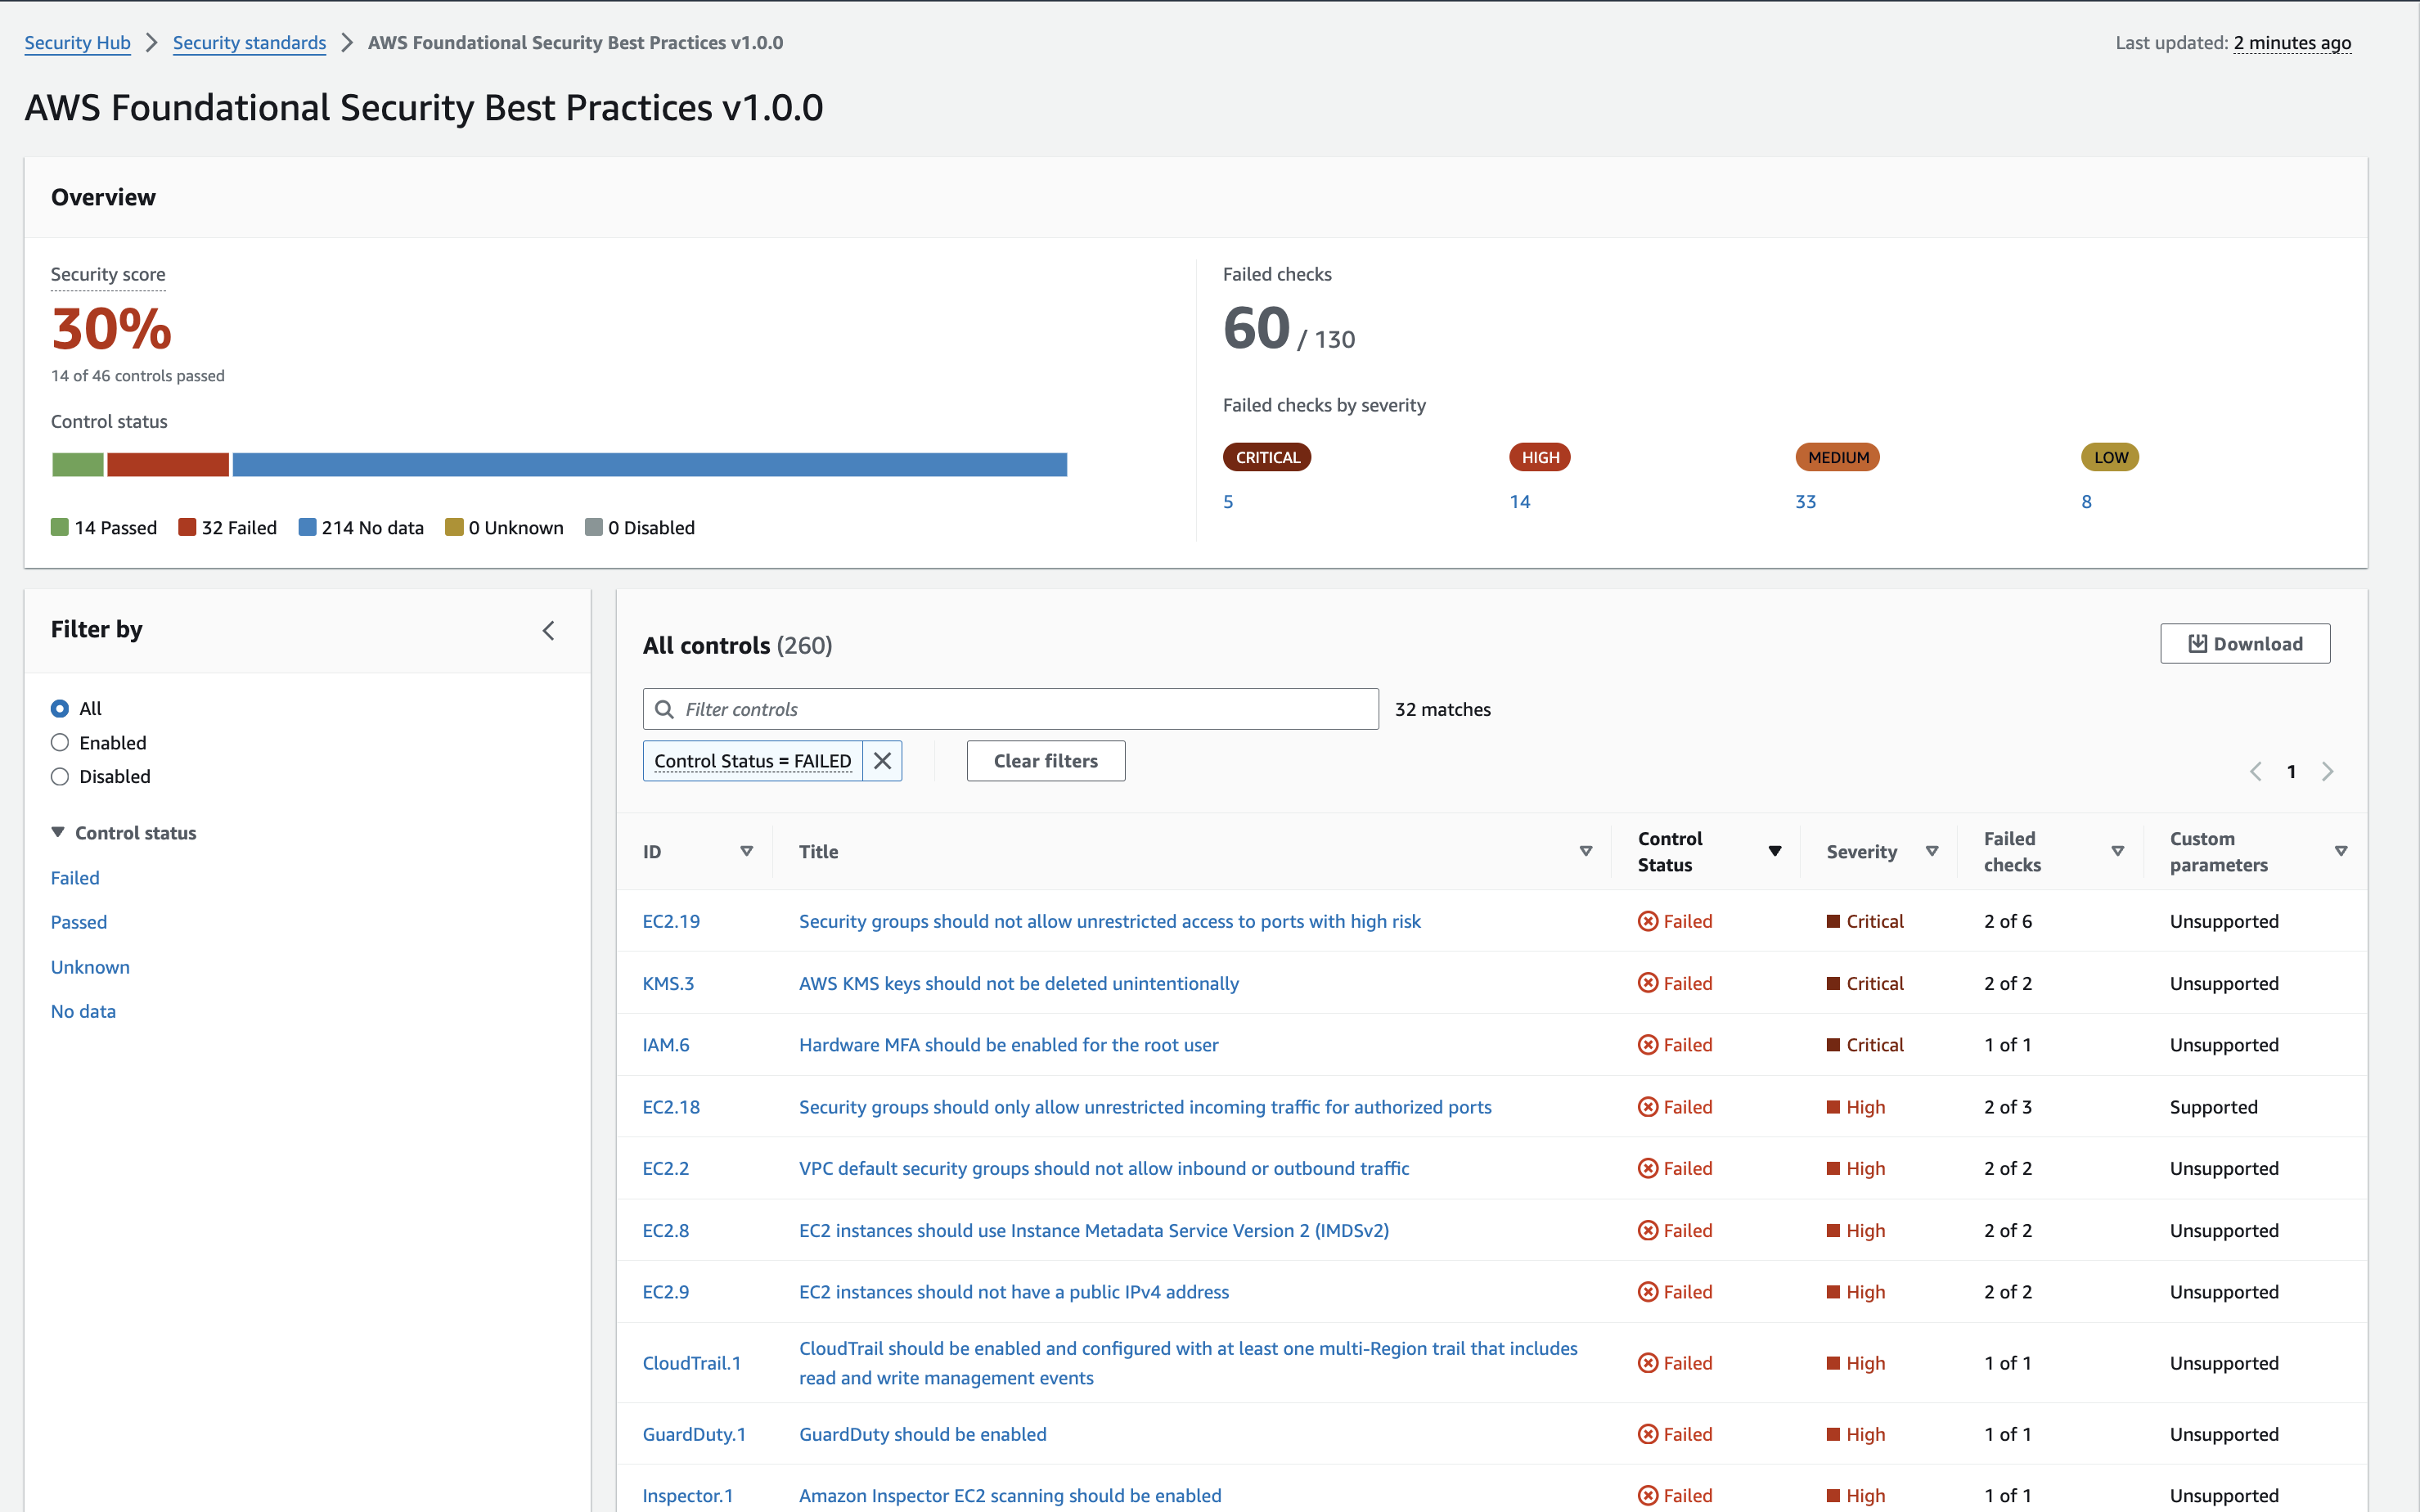 Security Hub > Security standards > AWS Foundational Security Best Practices v1.0.0
Last updated: 2 minutes ago
AWS Foundational Security Best Practices v1.0.0
Overview
Security score
30%
14 of 46 controls passed
Control status
14 Passed 32 Failed 214 No data 0 Unknown 0 Disabled
Failed checks
60 / 130
Failed checks by severity
CRITICAL HIGH MEDIUM LOW
5 14 33 8
Filter by
All
Enabled
Disabled
Control status
Failed
Passed
Unknown
No data
All controls (260)
Download
Filter controls
32 matches
Control Status = FAILED
Clear filters
1
ID Title Control Status Severity Failed checks Custom parameters
EC2.19 Security groups should not allow unrestricted access to ports with high risk Failed Critical 2 of 6 Unsupported
KMS.3 AWS KMS keys should not be deleted unintentionally Failed Critical 2 of 2 Unsupported
IAM.6 Hardware MFA should be enabled for the root user Failed Critical 1 of 1 Unsupported
EC2.18 Security groups should only allow unrestricted incoming traffic for authorized ports Failed High 2 of 3 Supported
EC2.2 VPC default security groups should not allow inbound or outbound traffic Failed High 2 of 2 Unsupported
EC2.8 EC2 instances should use Instance Metadata Service Version 2 (IMDSv2) Failed High 2 of 2 Unsupported
EC2.9 EC2 instances should not have a public IPv4 address Failed High 2 of 2 Unsupported
CloudTrail.1 CloudTrail should be enabled and configured with at least one multi-Region trail that includes
read and write management events Failed High 1 of 1 Unsupported
GuardDuty.1 GuardDuty should be enabled Failed High 1 of 1 Unsupported
Inspector.1 Amazon Inspector EC2 scanning should be enabled Failed High 1 of 1 Unsupported